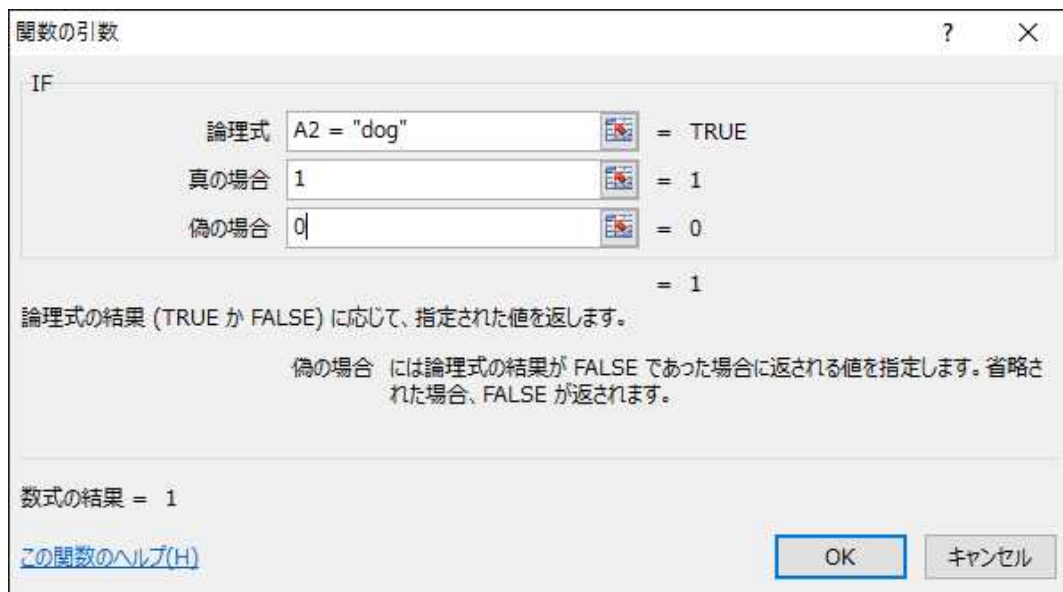 関数の引数 ? ×
IF
論理式 A2 = "dog" = TRUE
真の場合 1 = 1
偽の場合 0 = 0
= 1
論理式の結果 (TRUE か FALSE) に応じて、指定された値を返します。
偽の場合 には論理式の結果が FALSE であった場合に返される値を指定します。省略さ
れた場合、FALSE が返されます。
数式の結果 = 1
この関数のヘルプ(H) OK キャンセル